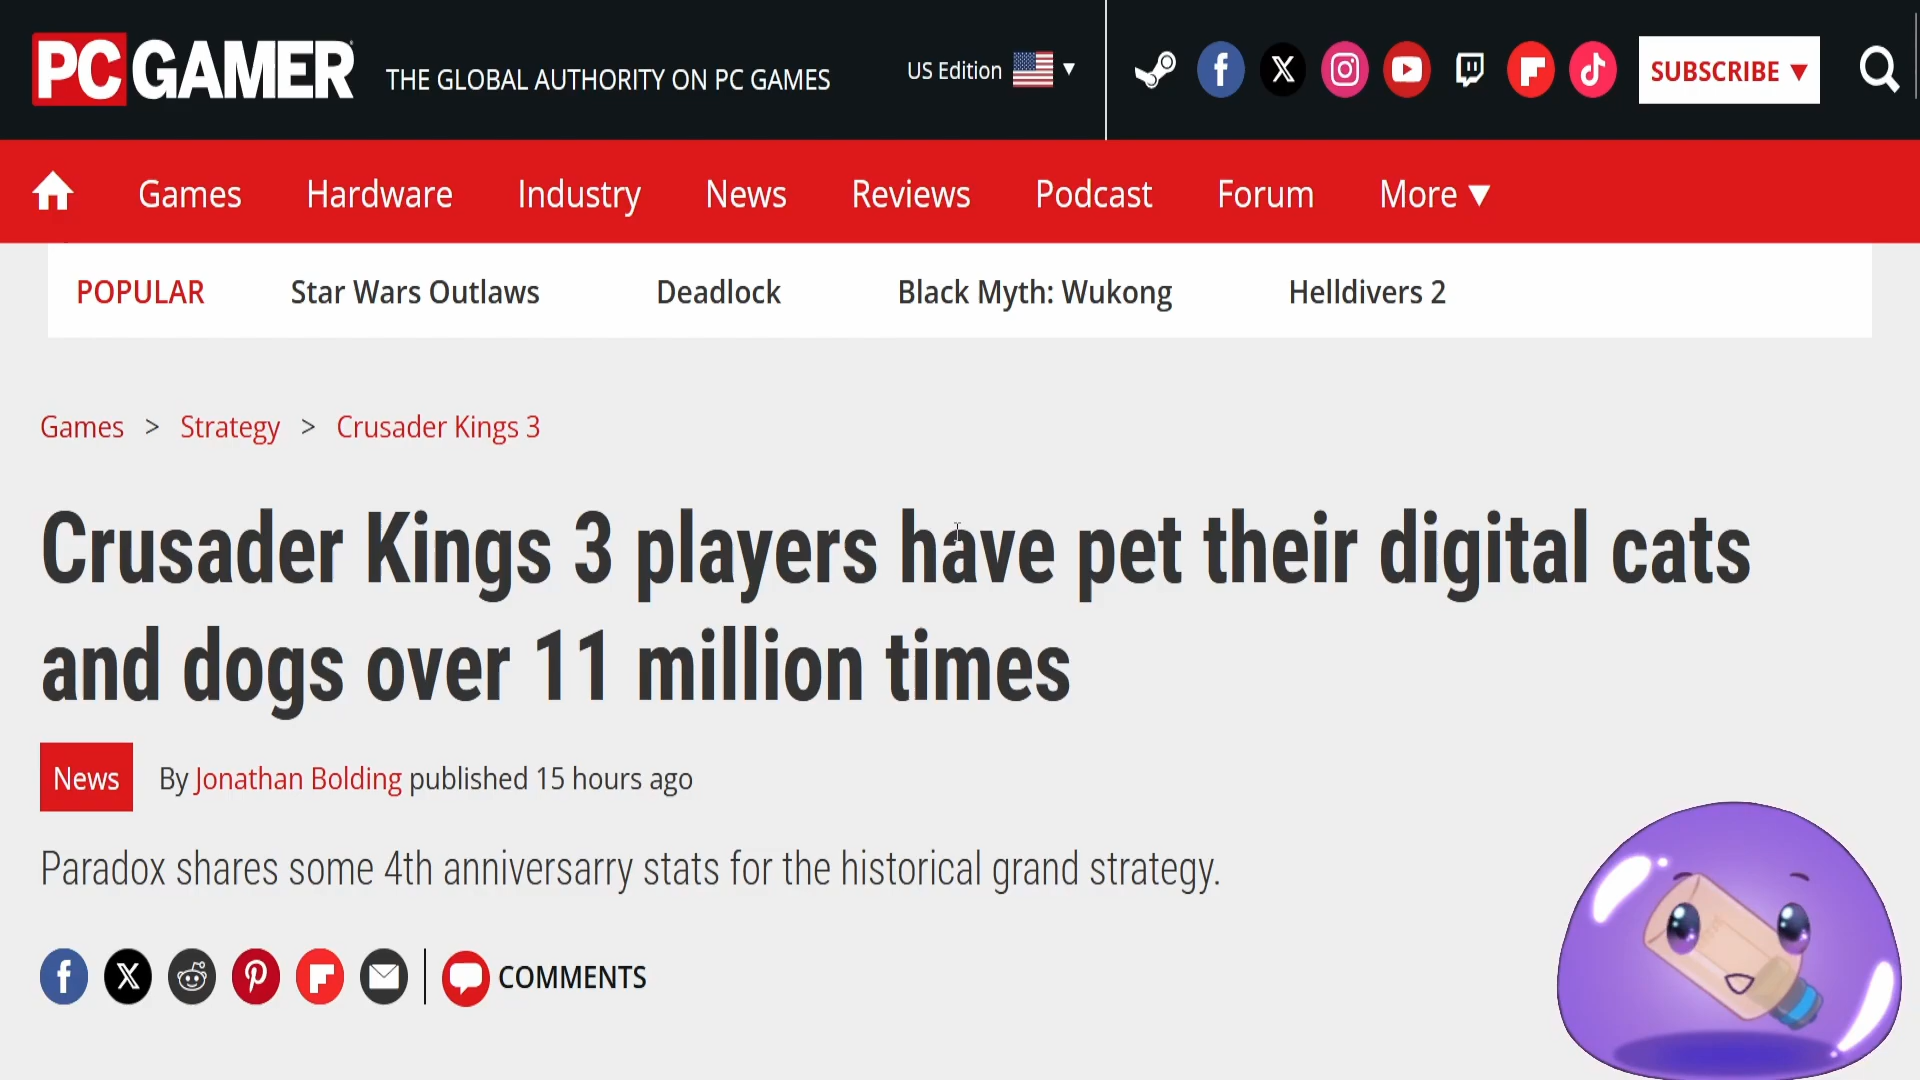 PC GAMER THE GLOBAL AUTHORITY ON PC GAMES US Edition SUBSCRIBE
Games Hardware Industry News Reviews Podcast Forum More
POPULAR Star Wars Outlaws Deadlock Black Myth: Wukong Helldivers 2
Games > Strategy > Crusader Kings 3
Crusader Kings 3 players have pet their digital cats
and dogs over 11 million times
News By Jonathan Bolding published 15 hours ago
Paradox shares some 4th anniversarry stats for the historical grand strategy.
COMMENTS